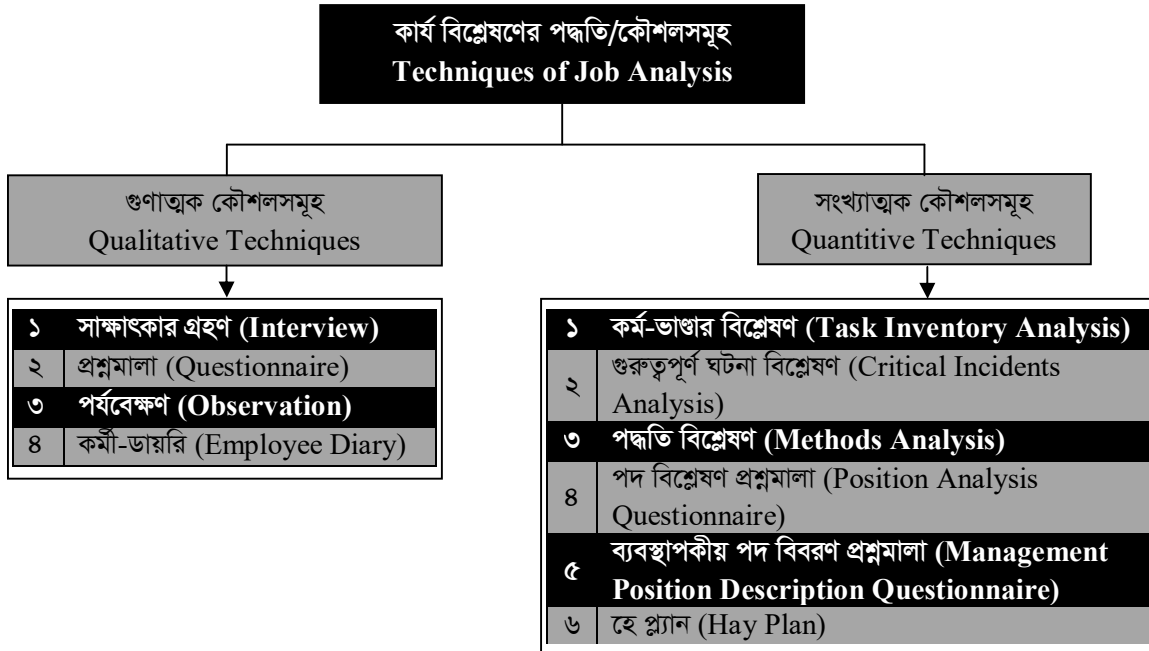 কার্য বিশ্লেষণের পদ্ধতি/কৌশলসমূহ
Techniques of Job Analysis
গুণাত্মক কৌশলসমূহ
Qualitative Techniques
১ সাক্ষাৎকার গ্রহণ (Interview)
২ প্রশ্নমালা (Questionnaire)
৩ পর্যবেক্ষণ (Observation)
৪ কর্মী-ডায়রি (Employee Diary)
সংখ্যাত্মক কৌশলসমূহ
Quantitive Techniques
১ কর্ম-ভাণ্ডার বিশ্লেষণ (Task Inventory Analysis)
২ গুরুত্বপূর্ণ ঘটনা বিশ্লেষণ (Critical Incidents
Analysis)
৩ পদ্ধতি বিশ্লেষণ (Methods Analysis)
৪ পদ বিশ্লেষণ প্রশ্নমালা (Position Analysis
Questionnaire)
৫ ব্যবস্থাপকীয় পদ বিবরণ প্রশ্নমালা (Management
Position Description Questionnaire)
৬ হে প্ল্যান (Hay Plan)